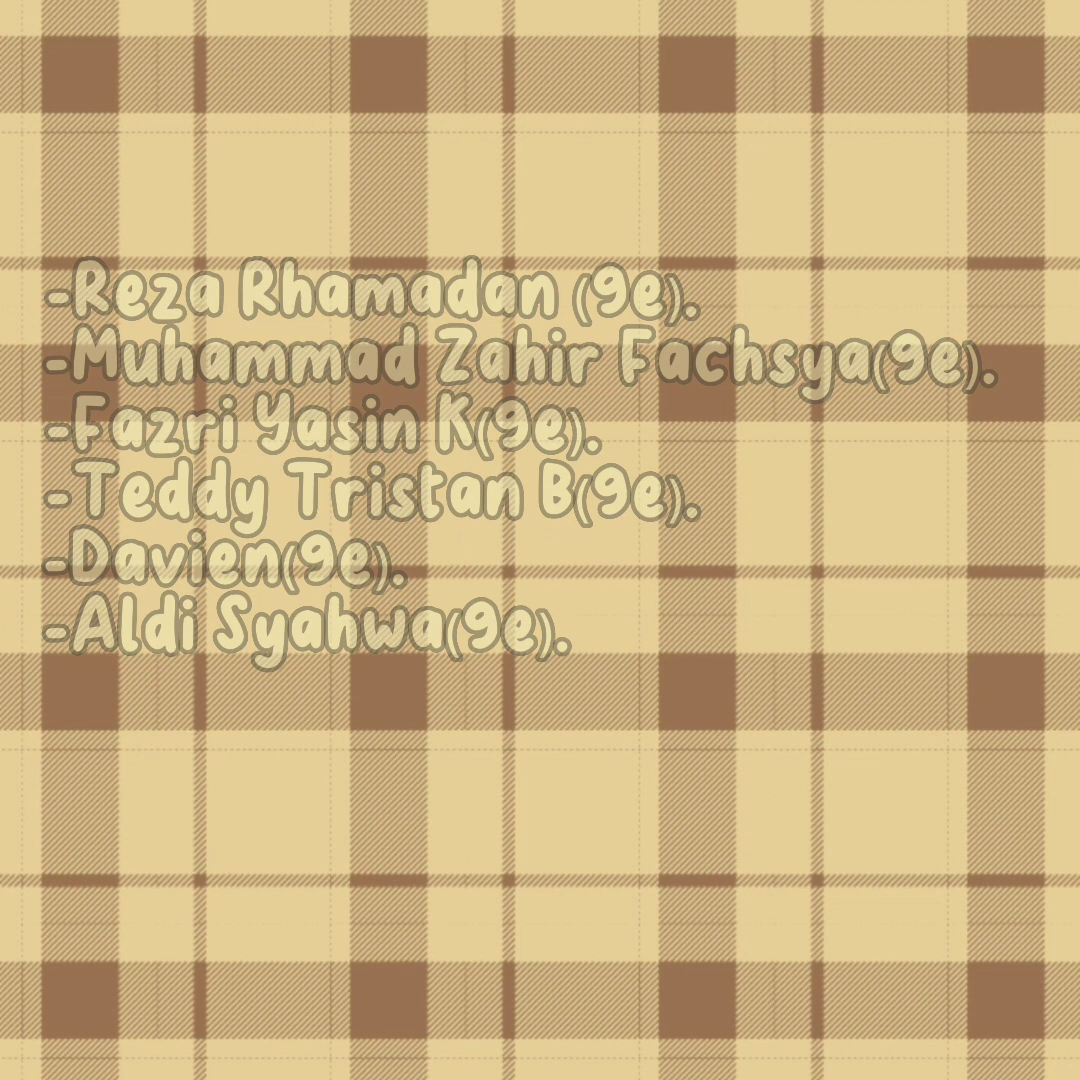 -Reza Rhamadan (9e).
-Muhammad Zahir Fachsya(9e).
-Fazri Yasin K(9e).
-Teddy Tristan B(9e).
-Davien(9e).
-Aldi Syahwa(9e).